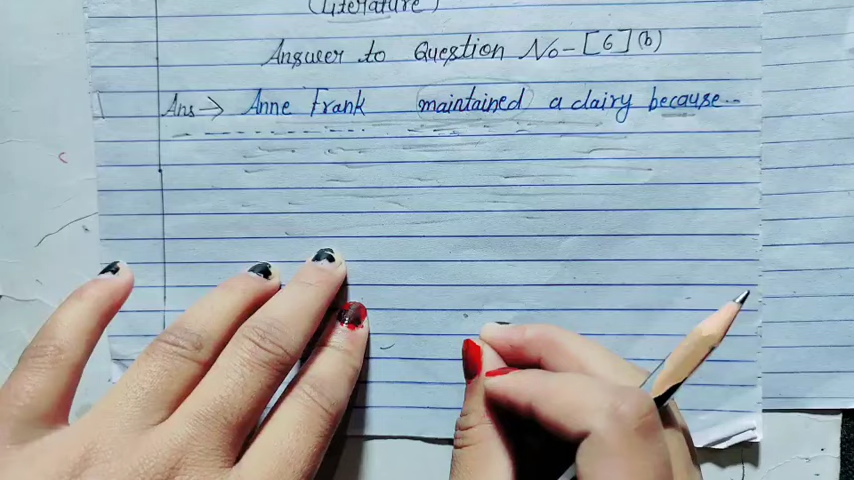 (Literature)
Answer to Question No-[6](b)
Ans → Anne Frank maintained a dairy because..